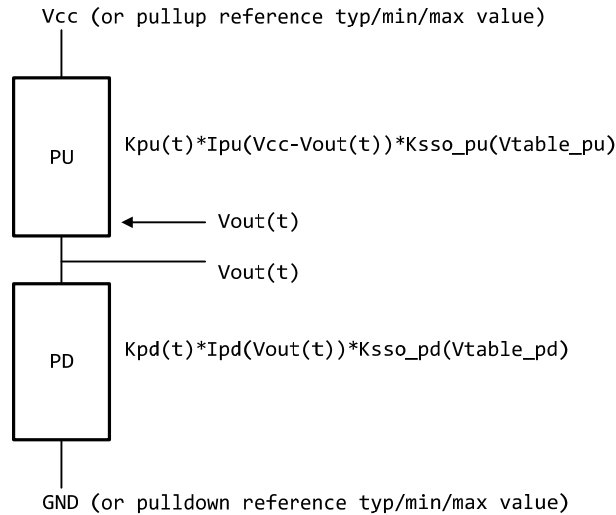 Vcc (or pullup reference typ/min/max value)
PU
Kpu(t)*Ipu(Vcc-Vout(t))*Ksso_pu(Vtable_pu)
Vout(t)
Vout(t)
PD
Kpd(t)*Ipd(Vout(t))*Ksso_pd(Vtable_pd)
GND (or pulldown reference typ/min/max value)